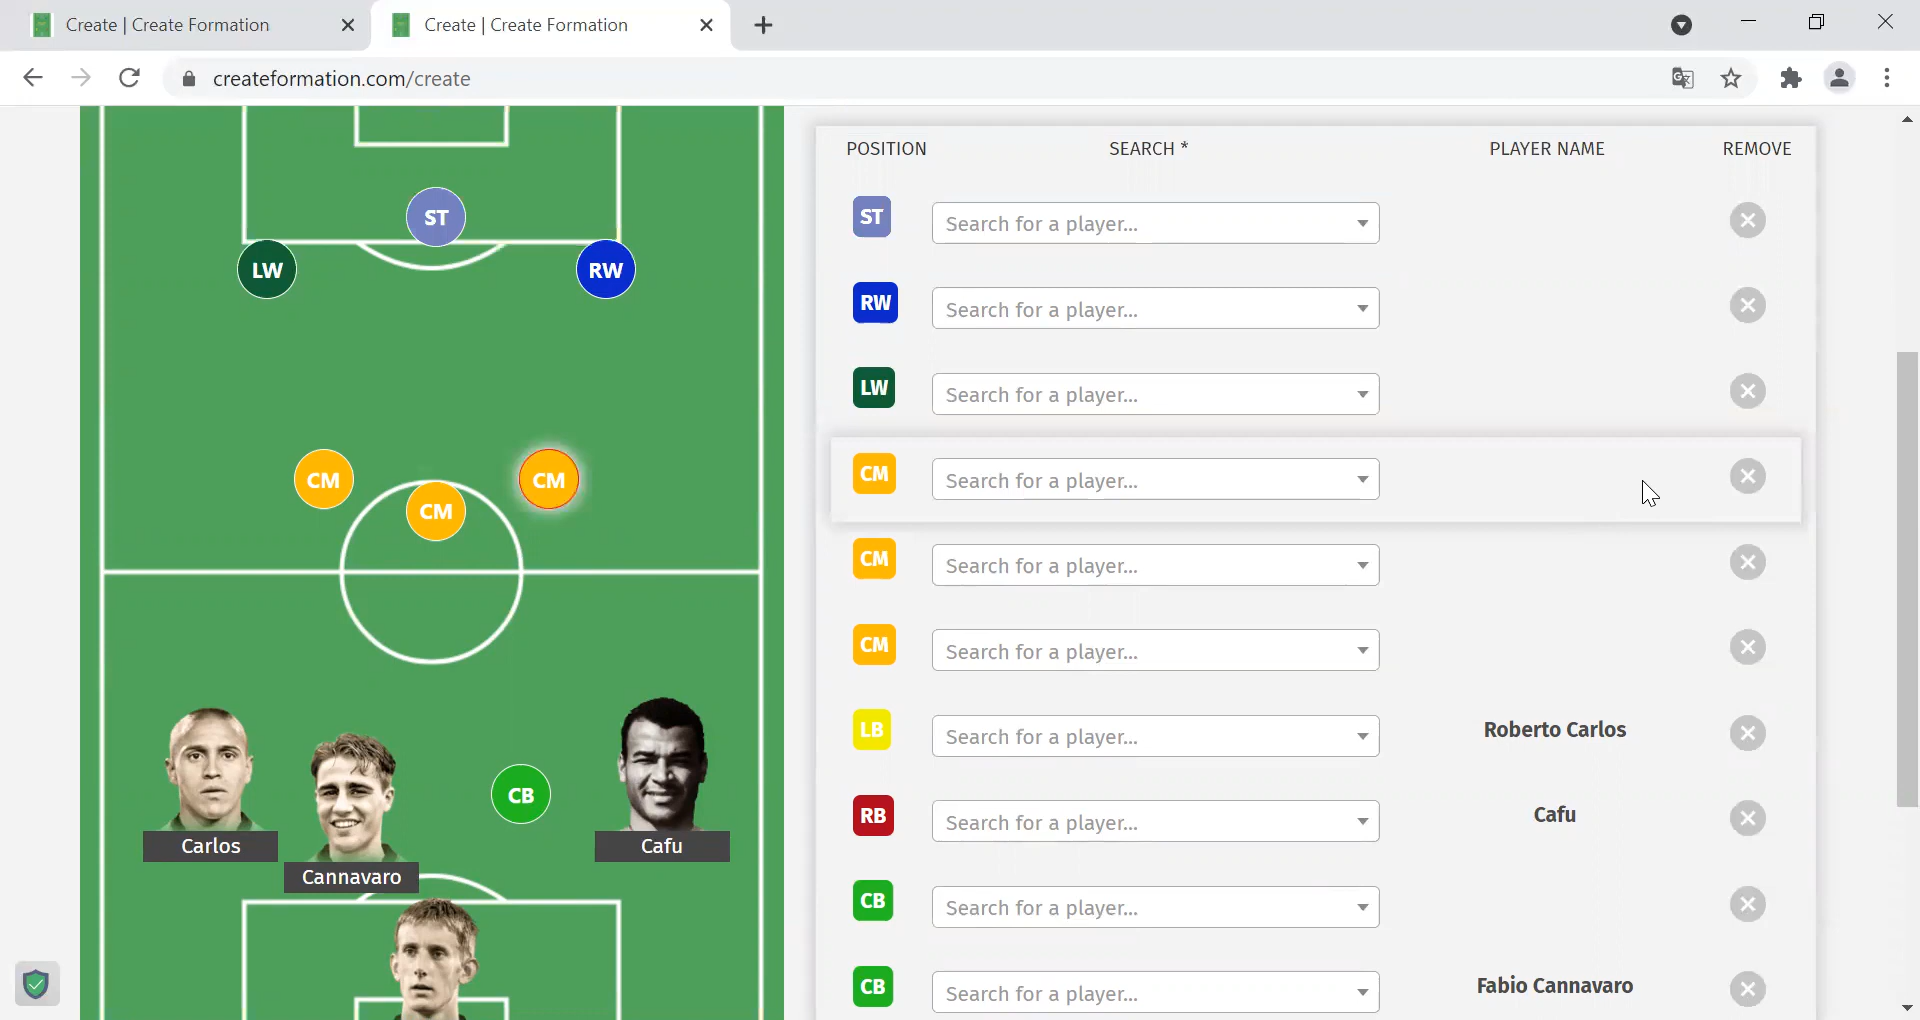 Create | Create Formation
Create | Create Formation
createformation.com/create
ST
LW
RW
CM
CM
CM
CB
Carlos
Cannavaro
Cafu
POSITION SEARCH * PLAYER NAME REMOVE
ST Search for a player...
RW Search for a player...
LW Search for a player...
CM Search for a player...
CM Search for a player...
CM Search for a player...
LB Search for a player... Roberto Carlos
RB Search for a player... Cafu
CB Search for a player...
CB Search for a player... Fabio Cannavaro